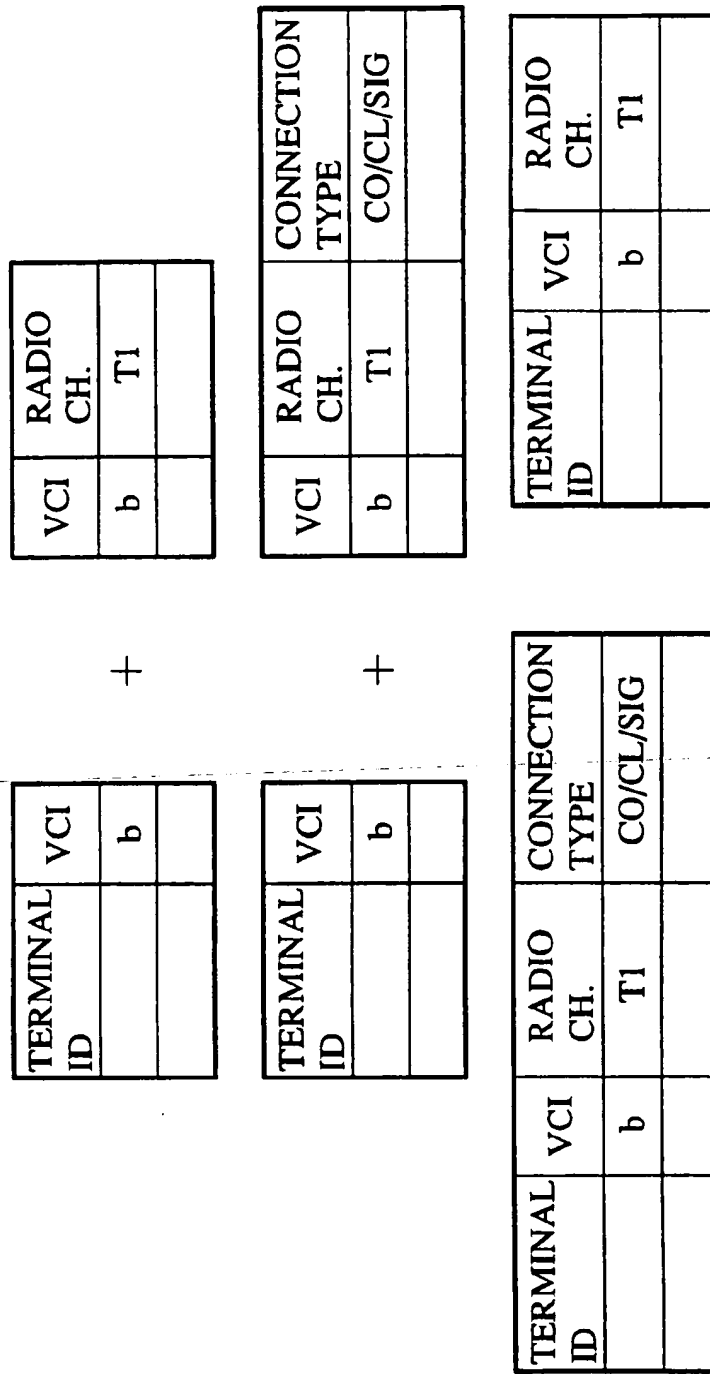 TERMINAL
ID
VCI
b
+
VCI
RADIO
CH.
b
T1
TERMINAL
ID
VCI
b
+
VCI
RADIO
CH.
CONNECTION
TYPE
b
T1
CO/CL/SIG
TERMINAL
ID
VCI
RADIO
CH.
CONNECTION
TYPE
b
T1
CO/CL/SIG
TERMINAL
ID
VCI
RADIO
CH.
b
T1